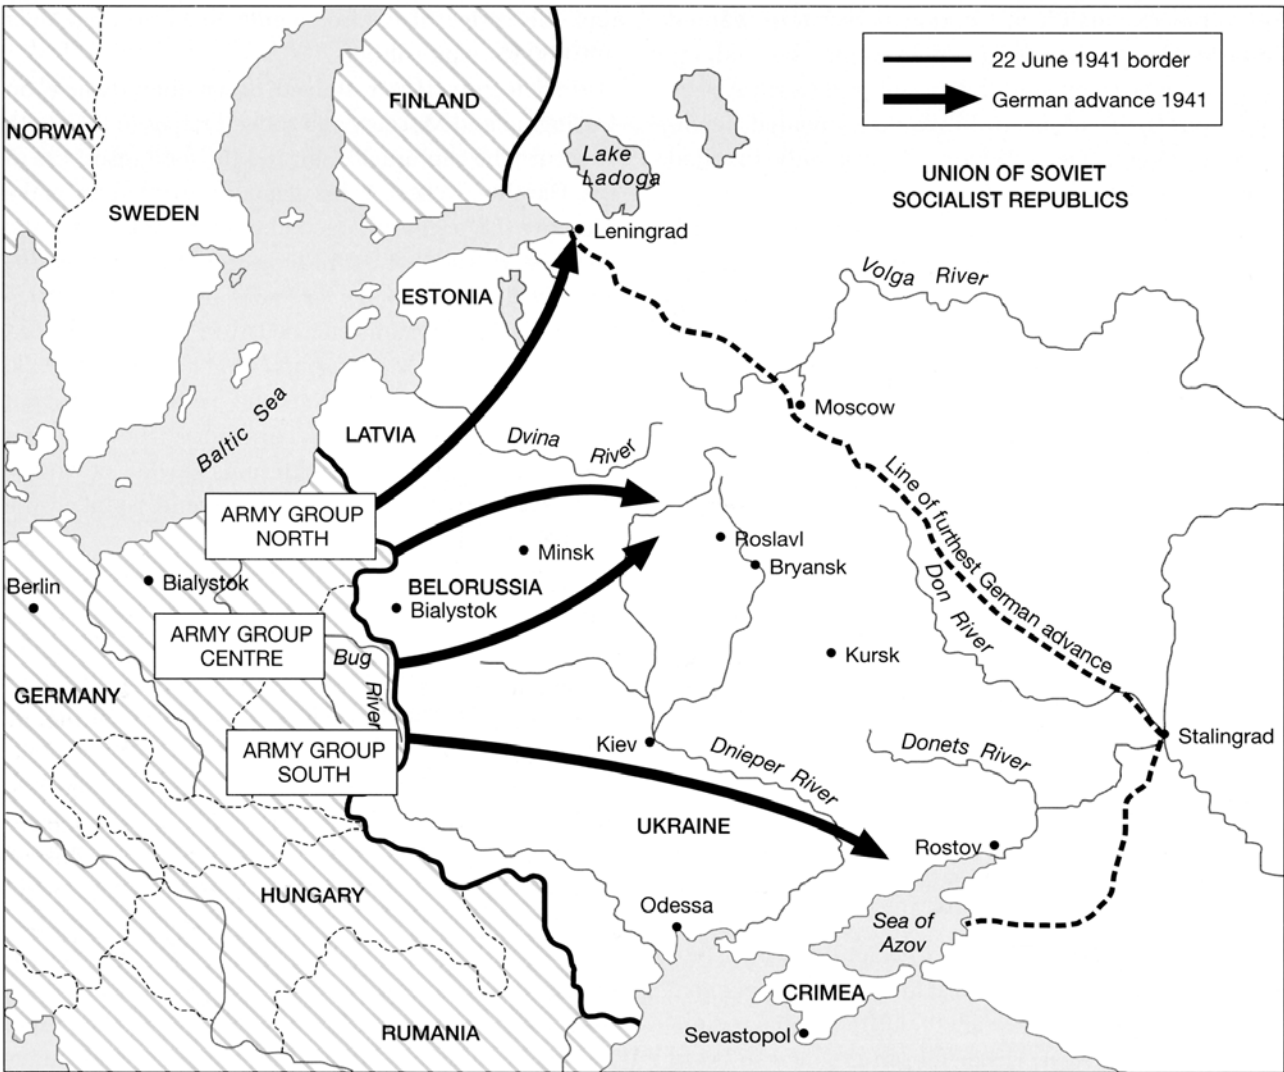 22 June 1941 border
German advance 1941
FINLAND
NORWAY
Lake
Ladoga
UNION OF SOVIET
SOCIALIST REPUBLICS
SWEDEN
Leningrad
Volga River
ESTONIA
Baltic Sea
Moscow
LATVIA
Dvina River
Line of furthest German advance
ARMY GROUP
NORTH
Minsk
Roslavl
Bryansk
Don River
Berlin
Bialystok
BELORUSSIA
Bialystok
ARMY GROUP
CENTRE
Bug River
Kursk
GERMANY
ARMY GROUP
SOUTH
Kiev
Dnieper River
Donets River
Stalingrad
UKRAINE
Rostov
HUNGARY
Odessa
Sea of
Azov
CRIMEA
RUMANIA
Sevastopol